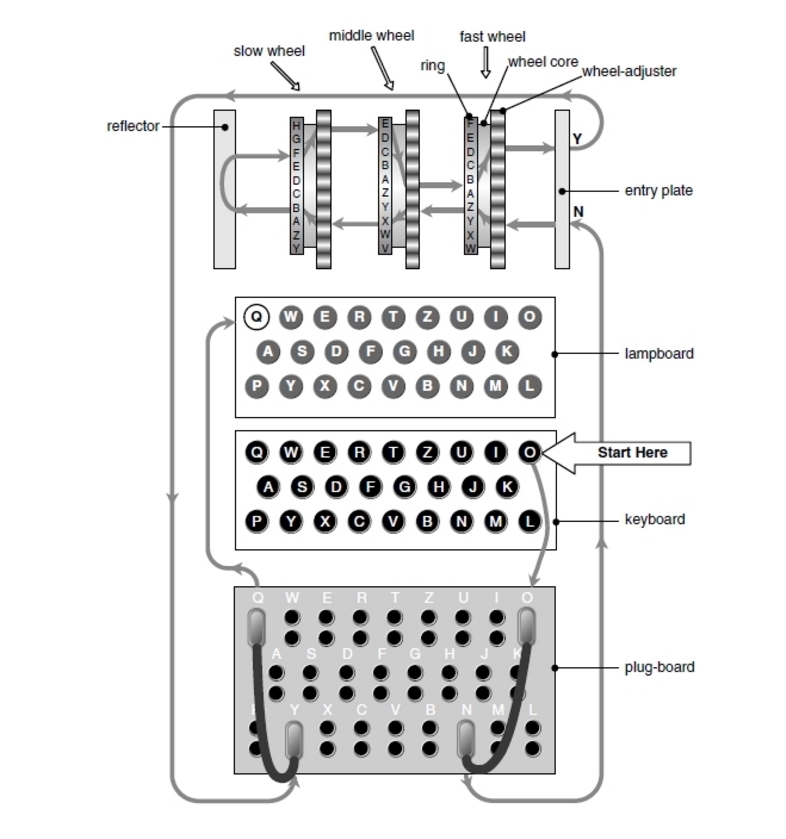 middle wheel
fast wheel
slow wheel
ring
wheel core
wheel-adjuster
reflector
H G F E D C B A Z Y
E D C B A Z Y X W V
F E D C B A Z Y X W
Y
entry plate
N
Q W E R T Z U I O
A S D F G H J K
P Y X C V B N M L
lampboard
Q W E R T Z U I O
Start Here
A S D F G H J K
P Y X C V B N M L
keyboard
Q W E R T Z U I O
A S D F G H J K
Y X C V B N M L
plug-board